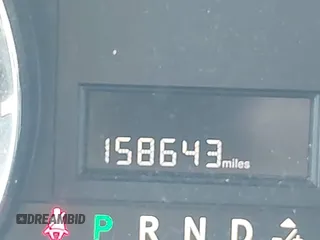 158643 miles
P R N D
DREAMBID